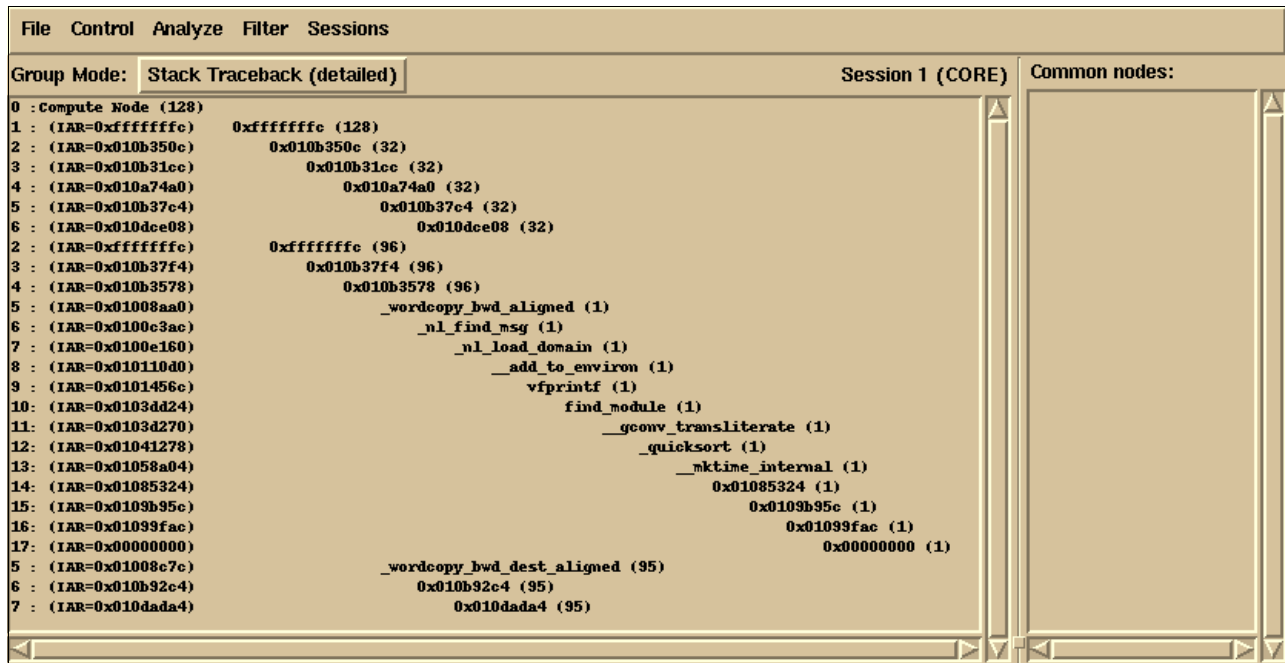 File Control Analyze Filter Sessions
Group Mode: Stack Traceback (detailed) Session 1 (CORE) Common nodes:
0 :Compute Node (128)
1 : (IAR=0xfffffffc) 0xfffffffc (128)
2 : (IAR=0x010b350c) 0x010b350c (32)
3 : (IAR=0x010b31cc) 0x010b31cc (32)
4 : (IAR=0x010a74a0) 0x010a74a0 (32)
5 : (IAR=0x010b37c4) 0x010b37c4 (32)
6 : (IAR=0x010dce08) 0x010dce08 (32)
2 : (IAR=0xfffffffc) 0xfffffffc (96)
3 : (IAR=0x010b37f4) 0x010b37f4 (96)
4 : (IAR=0x010b3578) 0x010b3578 (96)
5 : (IAR=0x01008aa0) _wordcopy_bwd_aligned (1)
6 : (IAR=0x0100c3ac) _nl_find_msg (1)
7 : (IAR=0x0100e160) _nl_load_domain (1)
8 : (IAR=0x010110d0) __add_to_environ (1)
9 : (IAR=0x0101456c) vfprintf (1)
10: (IAR=0x0103dd24) find_module (1)
11: (IAR=0x0103d270) __gconv_transliterate (1)
12: (IAR=0x01041278) _quicksort (1)
13: (IAR=0x01058a04) __mktime_internal (1)
14: (IAR=0x01085324) 0x01085324 (1)
15: (IAR=0x0109b95c) 0x0109b95c (1)
16: (IAR=0x01099fac) 0x01099fac (1)
17: (IAR=0x00000000) 0x00000000 (1)
5 : (IAR=0x01008c7c) _wordcopy_bwd_dest_aligned (95)
6 : (IAR=0x010b92c4) 0x010b92c4 (95)
7 : (IAR=0x010dada4) 0x010dada4 (95)